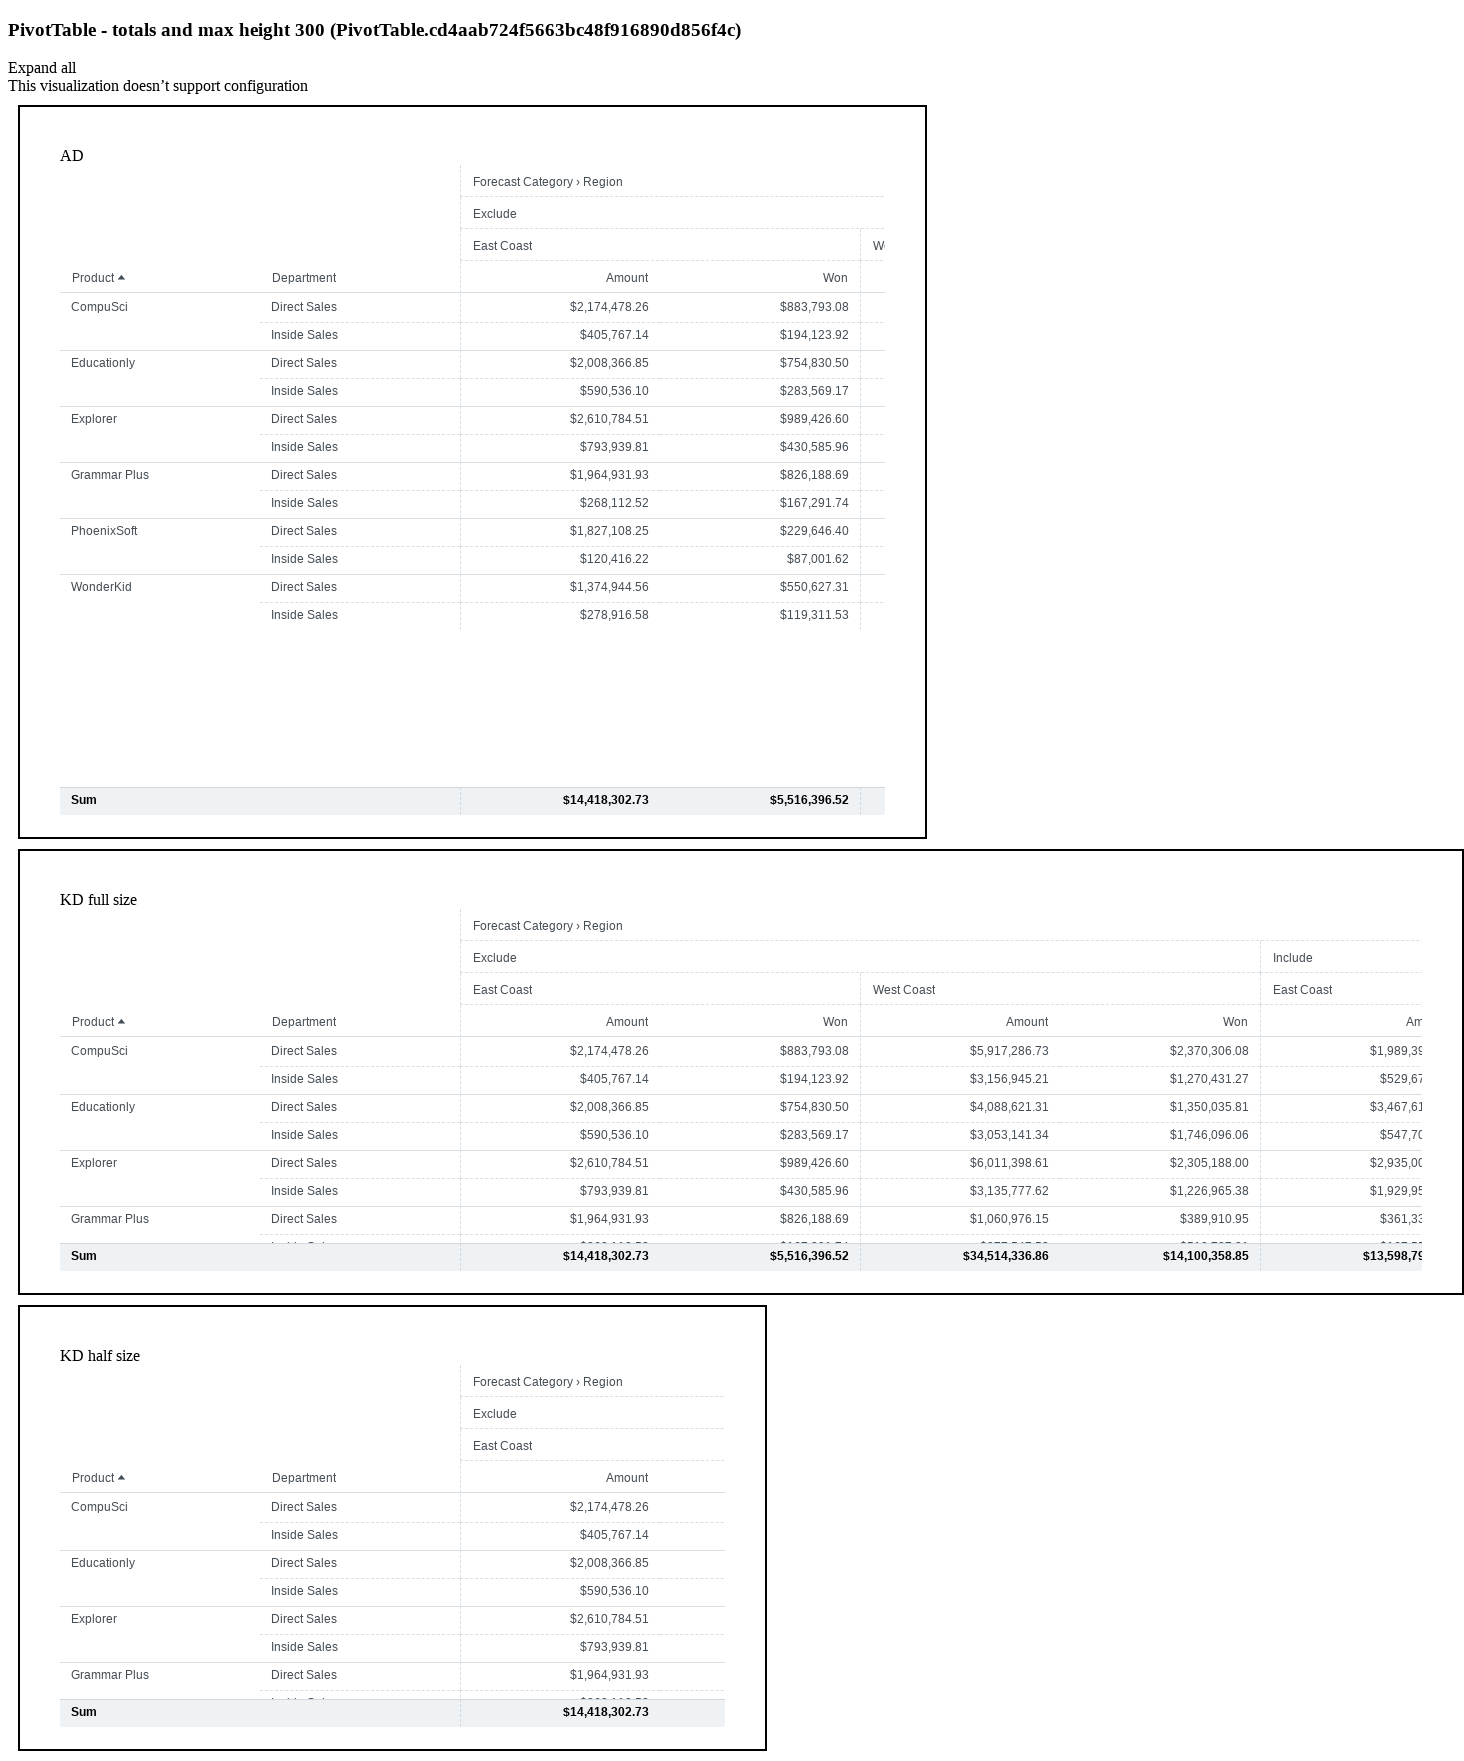 PivotTable - totals and max height 300 (PivotTable.cd4aab724f5663bc48f916890d856f4c)
Expand all
This visualization doesn’t support configuration
AD
Forecast Category › Region
Exclude
East Coast
Product Department Amount Won
CompuSci Direct Sales $2,174,478.26 $883,793.08
Inside Sales $405,767.14 $194,123.92
Educationly Direct Sales $2,008,366.85 $754,830.50
Inside Sales $590,536.10 $283,569.17
Explorer Direct Sales $2,610,784.51 $989,426.60
Inside Sales $793,939.81 $430,585.96
Grammar Plus Direct Sales $1,964,931.93 $826,188.69
Inside Sales $268,112.52 $167,291.74
PhoenixSoft Direct Sales $1,827,108.25 $229,646.40
Inside Sales $120,416.22 $87,001.62
WonderKid Direct Sales $1,374,944.56 $550,627.31
Inside Sales $278,916.58 $119,311.53
Sum $14,418,302.73 $5,516,396.52
KD full size
Forecast Category › Region
Exclude Include
East Coast West Coast East Coast
Product Department Amount Won Amount Won Am
CompuSci Direct Sales $2,174,478.26 $883,793.08 $5,917,286.73 $2,370,306.08 $1,989,39
Inside Sales $405,767.14 $194,123.92 $3,156,945.21 $1,270,431.27 $529,67
Educationly Direct Sales $2,008,366.85 $754,830.50 $4,088,621.31 $1,350,035.81 $3,467,61
Inside Sales $590,536.10 $283,569.17 $3,053,141.34 $1,746,096.06 $547,70
Explorer Direct Sales $2,610,784.51 $989,426.60 $6,011,398.61 $2,305,188.00 $2,935,00
Inside Sales $793,939.81 $430,585.96 $3,135,777.62 $1,226,965.38 $1,929,95
Grammar Plus Direct Sales $1,964,931.93 $826,188.69 $1,060,976.15 $389,910.95 $361,33
Sum $14,418,302.73 $5,516,396.52 $34,514,336.86 $14,100,358.85 $13,598,79
KD half size
Forecast Category › Region
Exclude
East Coast
Product Department Amount
CompuSci Direct Sales $2,174,478.26
Inside Sales $405,767.14
Educationly Direct Sales $2,008,366.85
Inside Sales $590,536.10
Explorer Direct Sales $2,610,784.51
Inside Sales $793,939.81
Grammar Plus Direct Sales $1,964,931.93
Sum $14,418,302.73